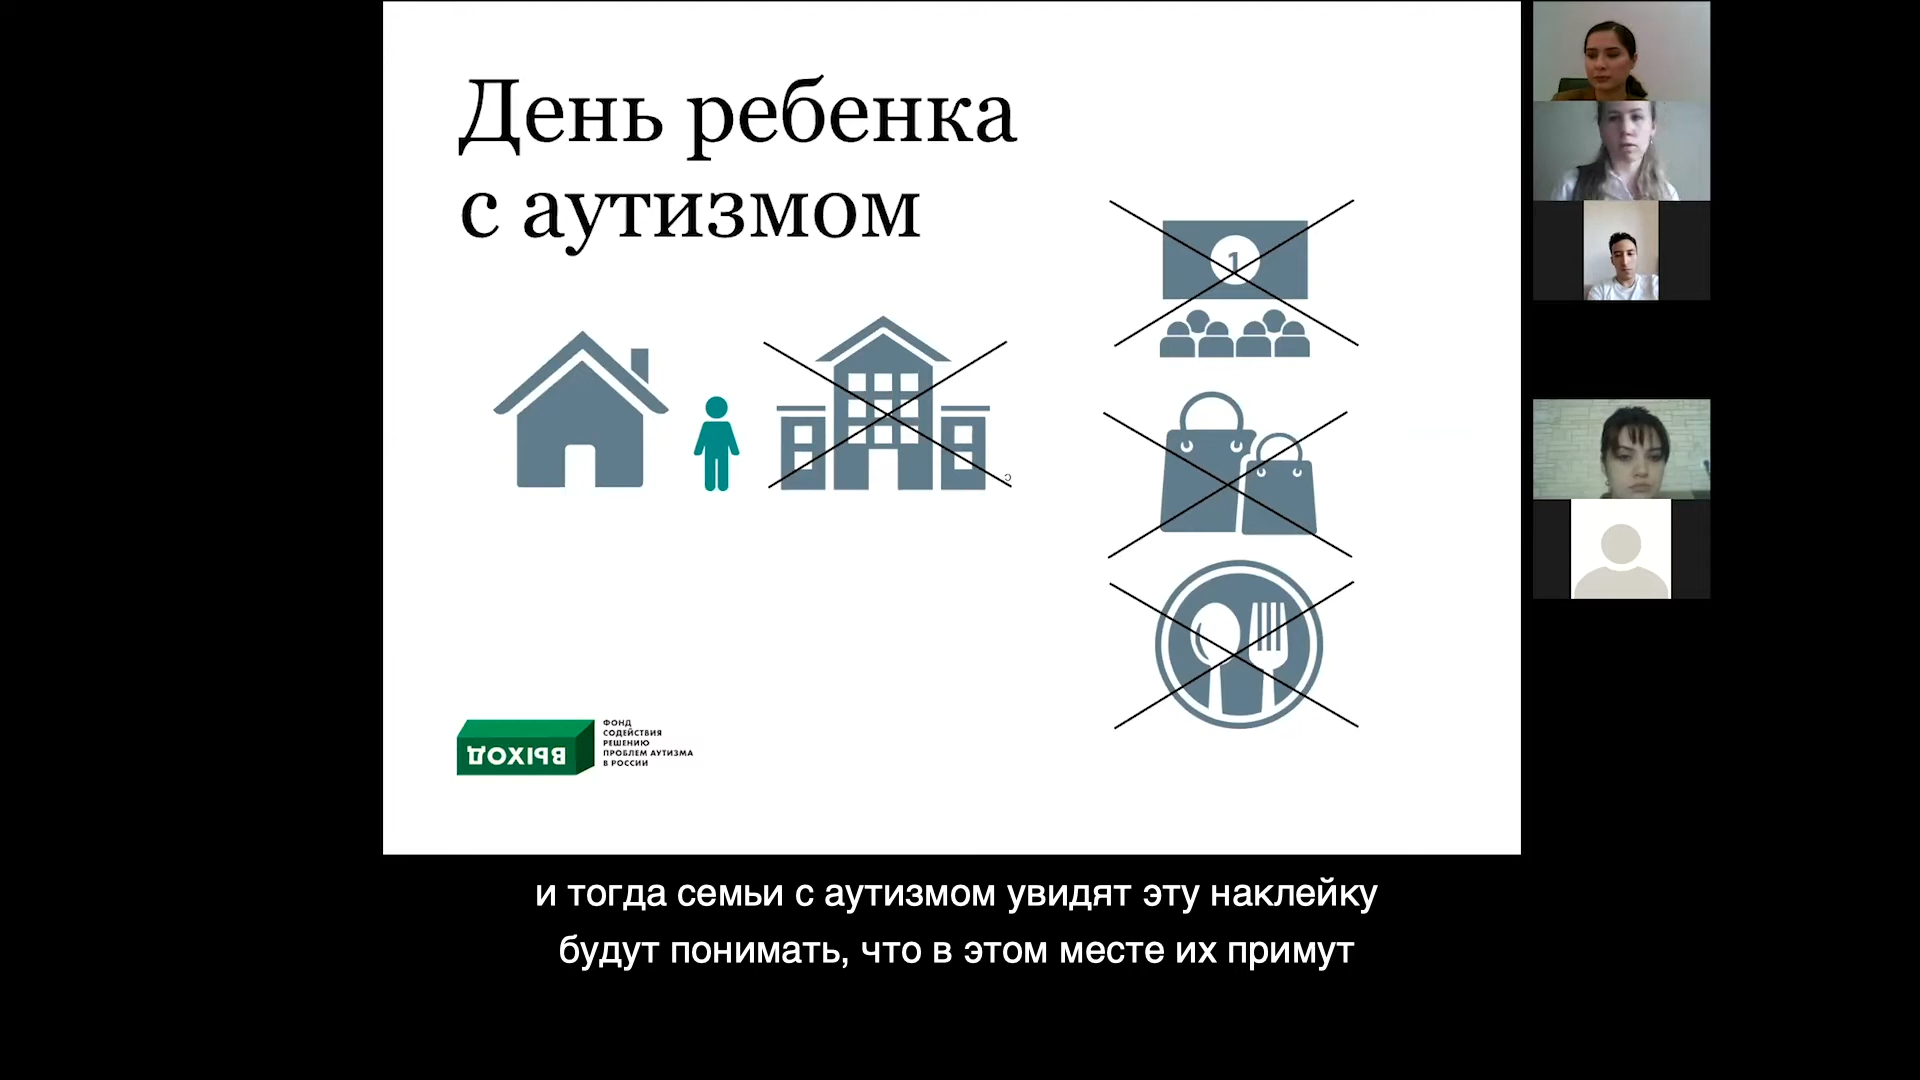 День ребенка
с аутизмом
1
ВЫХОД
ФОНД
СОДЕЙСТВИЯ
РЕШЕНИЮ
ПРОБЛЕМ АУТИЗМА
В РОССИИ
и тогда семьи с аутизмом увидят эту наклейку
будут понимать, что в этом месте их примут